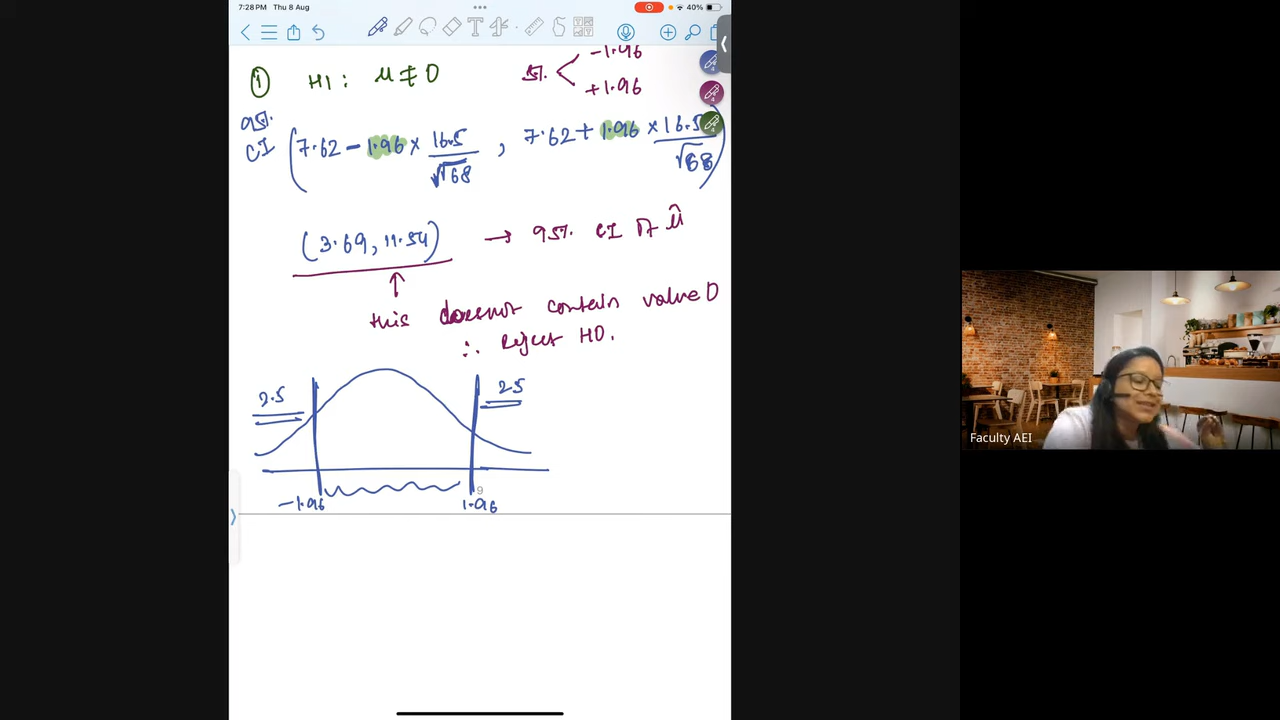 7:28 PM Thu 8 Aug
40%
-1.96
① H1: μ ≠ 0 5%.
+1.96
95%.
CI (7.62 - 1.96 × 16.5/√68 , 7.62 + 1.96 × 16.5/√68)
(3.69, 11.54) → 95%. CI of μ̂
↑
this doesnot contain value 0
∴ Reject H0.
2.5 2.5
9
-1.96 1.96
Faculty AEI